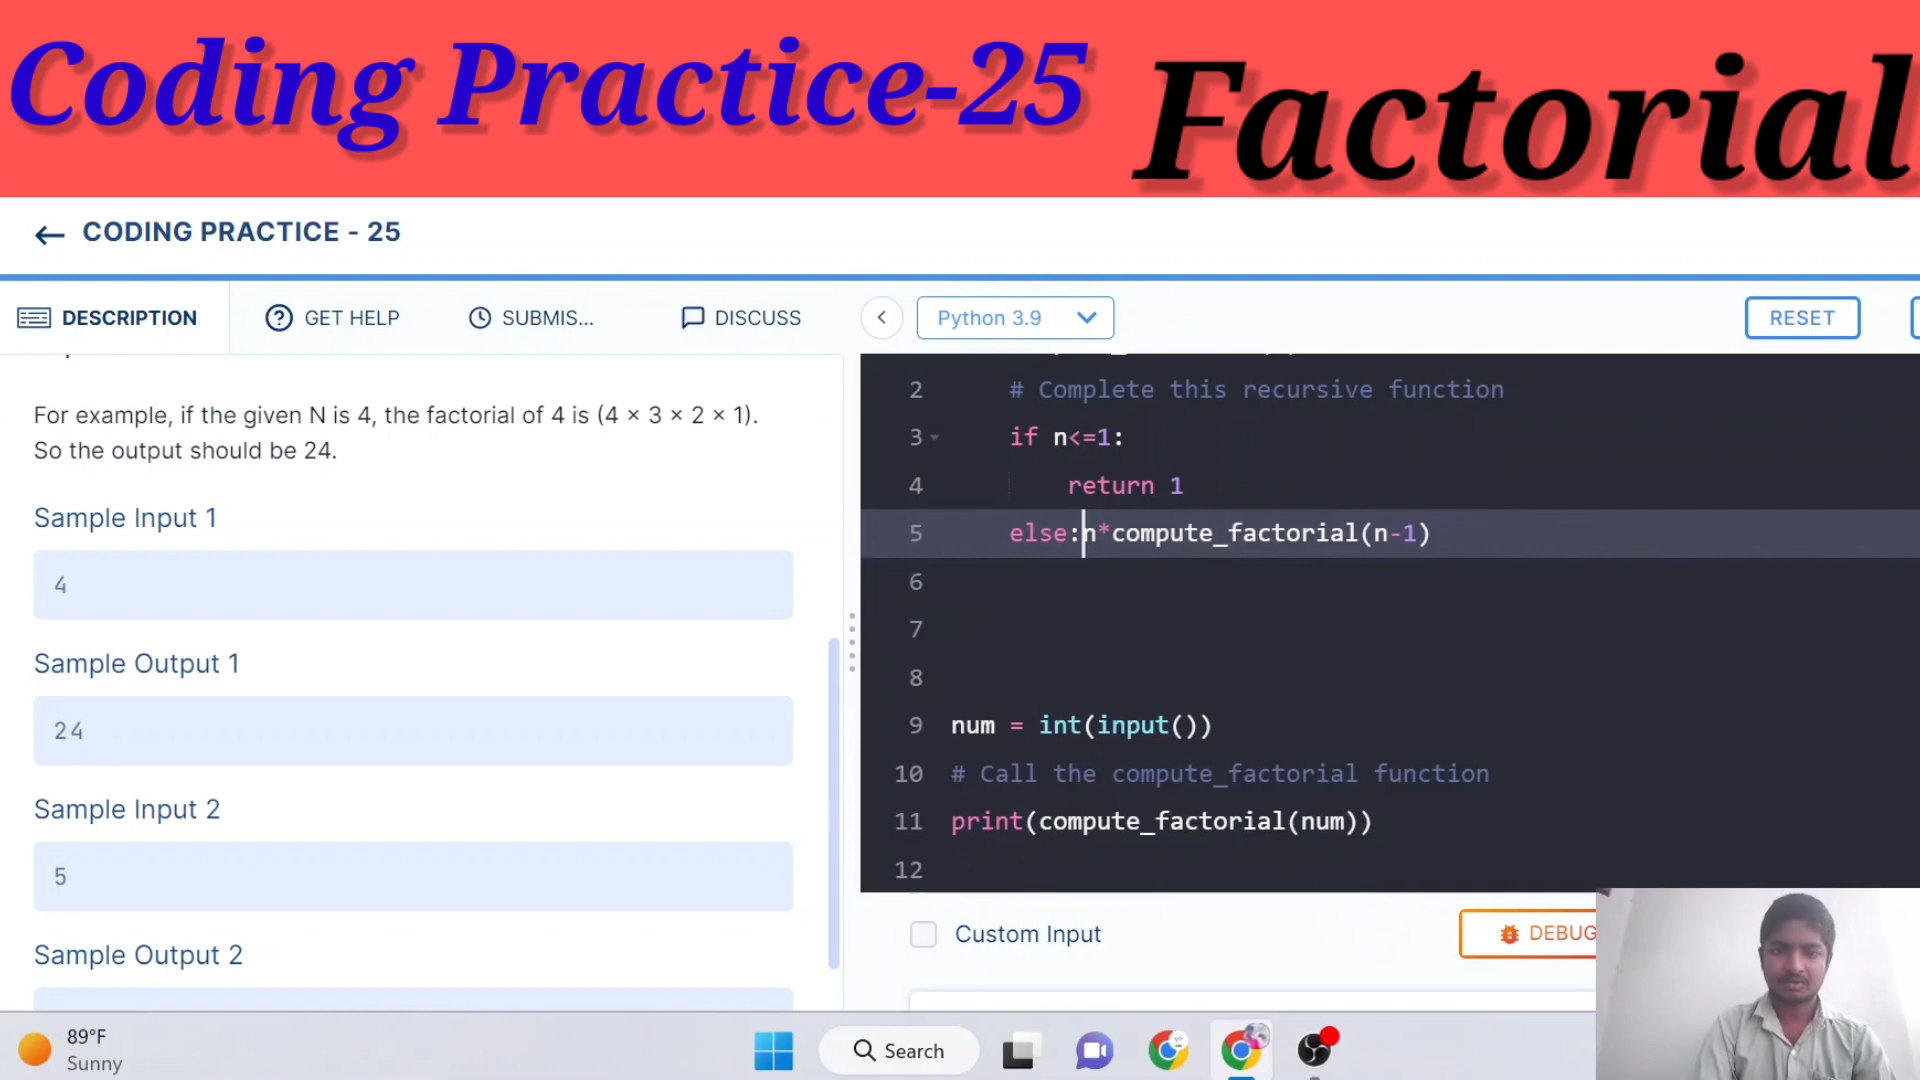 Coding Practice-25 Factorial
CODING PRACTICE - 25
DESCRIPTION
GET HELP
SUBMIS...
DISCUSS
Python 3.9
RESET
For example, if the given N is 4, the factorial of 4 is (4 × 3 × 2 × 1).
So the output should be 24.
Sample Input 1
4
Sample Output 1
24
Sample Input 2
5
Sample Output 2
2 # Complete this recursive function
3 if n<=1:
4 return 1
5 else:n*compute_factorial(n-1)
6
7
8
9 num = int(input())
10 # Call the compute_factorial function
11 print(compute_factorial(num))
12
Custom Input
DEBUG
89°F
Sunny
Search